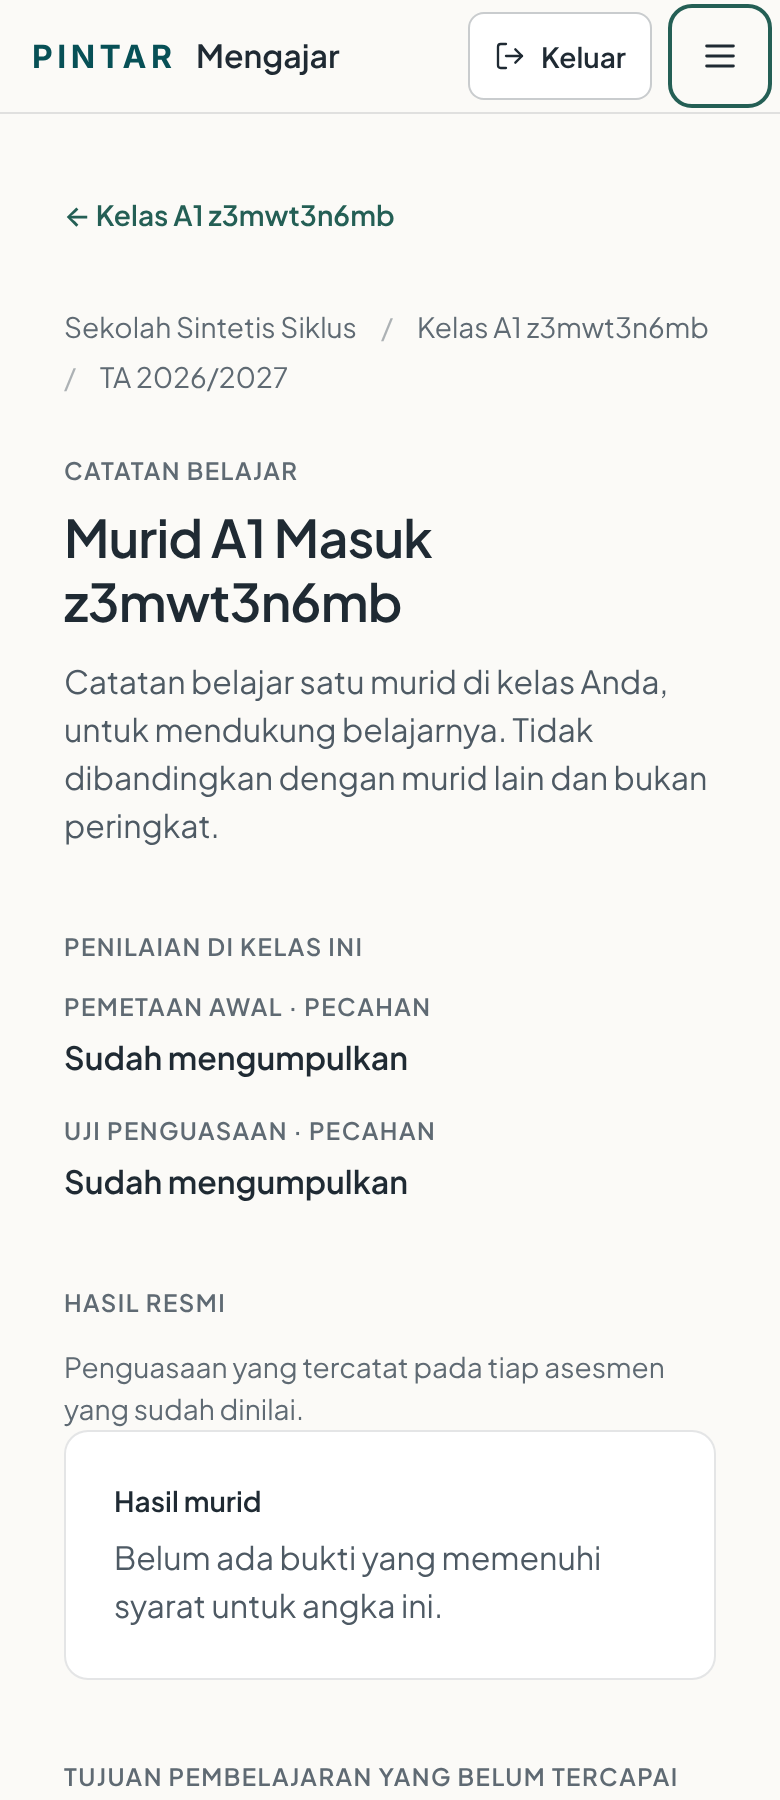 PINTAR Mengajar
Keluar
← Kelas A1 z3mwt3n6mb
Sekolah Sintetis Siklus / Kelas A1 z3mwt3n6mb
/ TA 2026/2027
CATATAN BELAJAR
Murid A1 Masuk
z3mwt3n6mb
Catatan belajar satu murid di kelas Anda,
untuk mendukung belajarnya. Tidak
dibandingkan dengan murid lain dan bukan
peringkat.
PENILAIAN DI KELAS INI
PEMETAAN AWAL · PECAHAN
Sudah mengumpulkan
UJI PENGUASAAN · PECAHAN
Sudah mengumpulkan
HASIL RESMI
Penguasaan yang tercatat pada tiap asesmen
yang sudah dinilai.
Hasil murid
Belum ada bukti yang memenuhi
syarat untuk angka ini.
TUJUAN PEMBELAJARAN YANG BELUM TERCAPAI